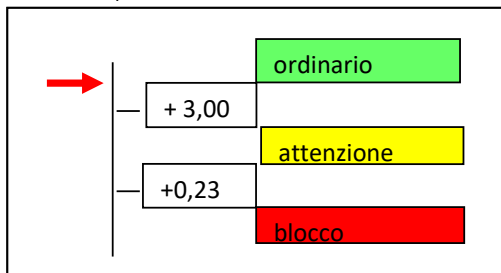 ordinario
+ 3,00
attenzione
+0,23
blocco